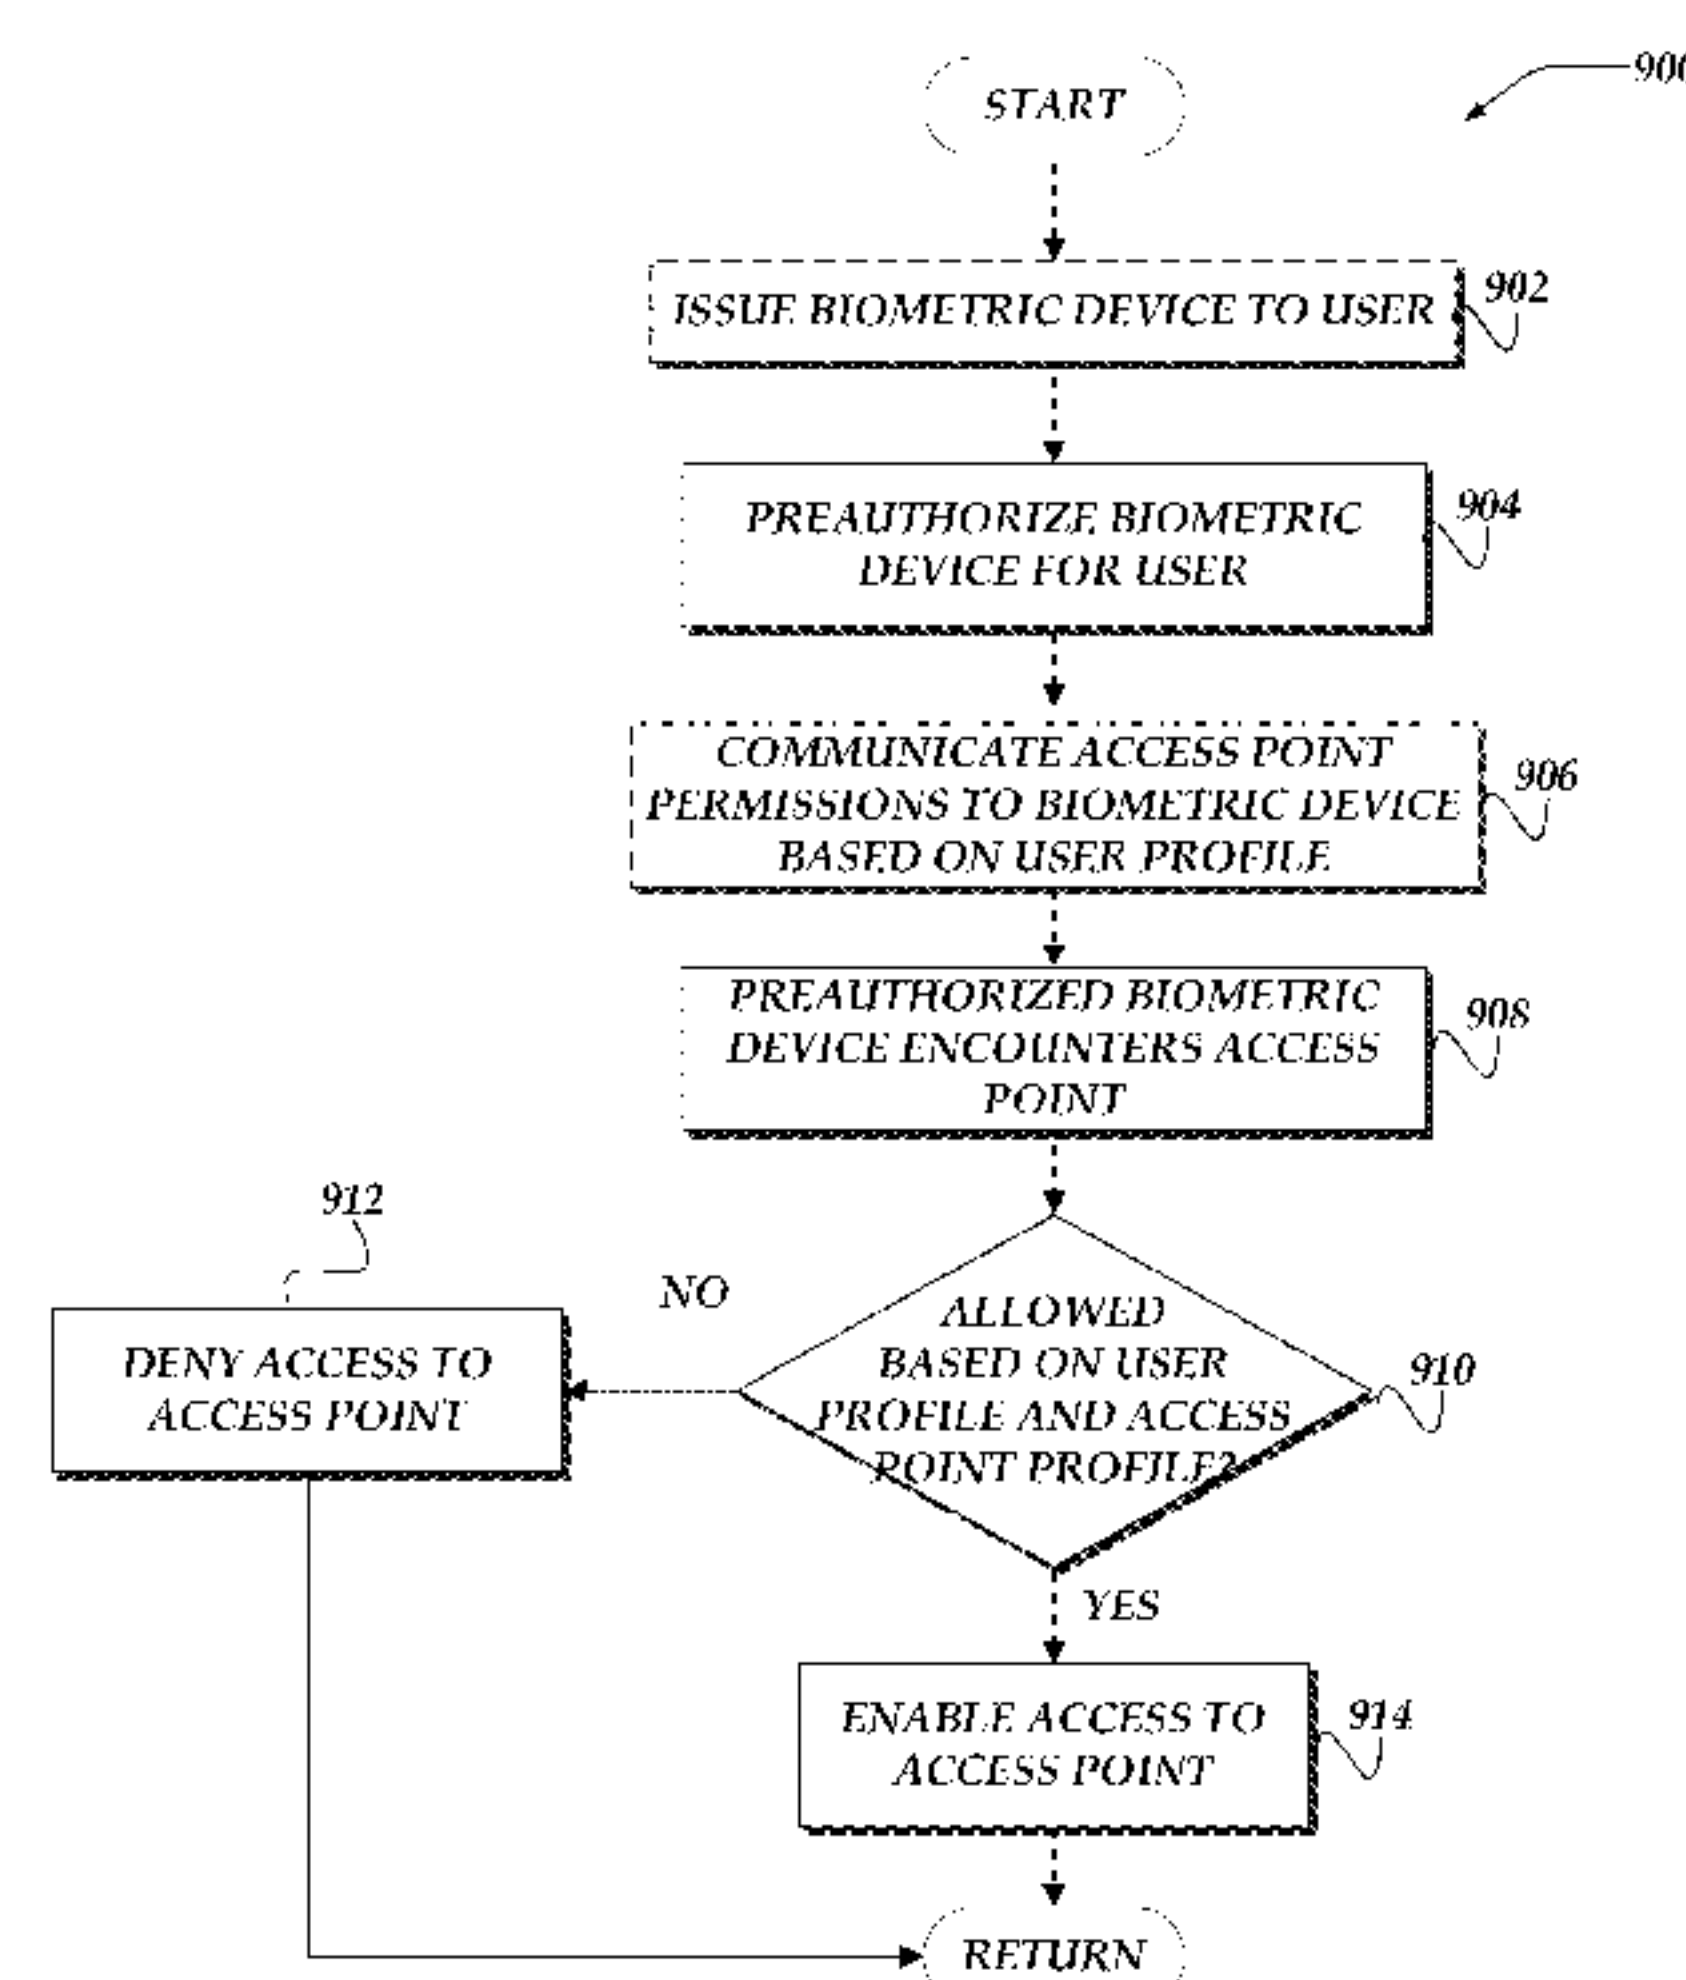 START
900
ISSUE BIOMETRIC DEVICE TO USER
902
PREAUTHORIZE BIOMETRIC
DEVICE FOR USER
904
COMMUNICATE ACCESS POINT
PERMISSIONS TO BIOMETRIC DEVICE
BASED ON USER PROFILE
906
PREAUTHORIZED BIOMETRIC
DEVICE ENCOUNTERS ACCESS
POINT
908
912
NO
DENY ACCESS TO
ACCESS POINT
ALLOWED
BASED ON USER
PROFILE AND ACCESS
POINT PROFILE?
910
YES
ENABLE ACCESS TO
ACCESS POINT
914
RETURN